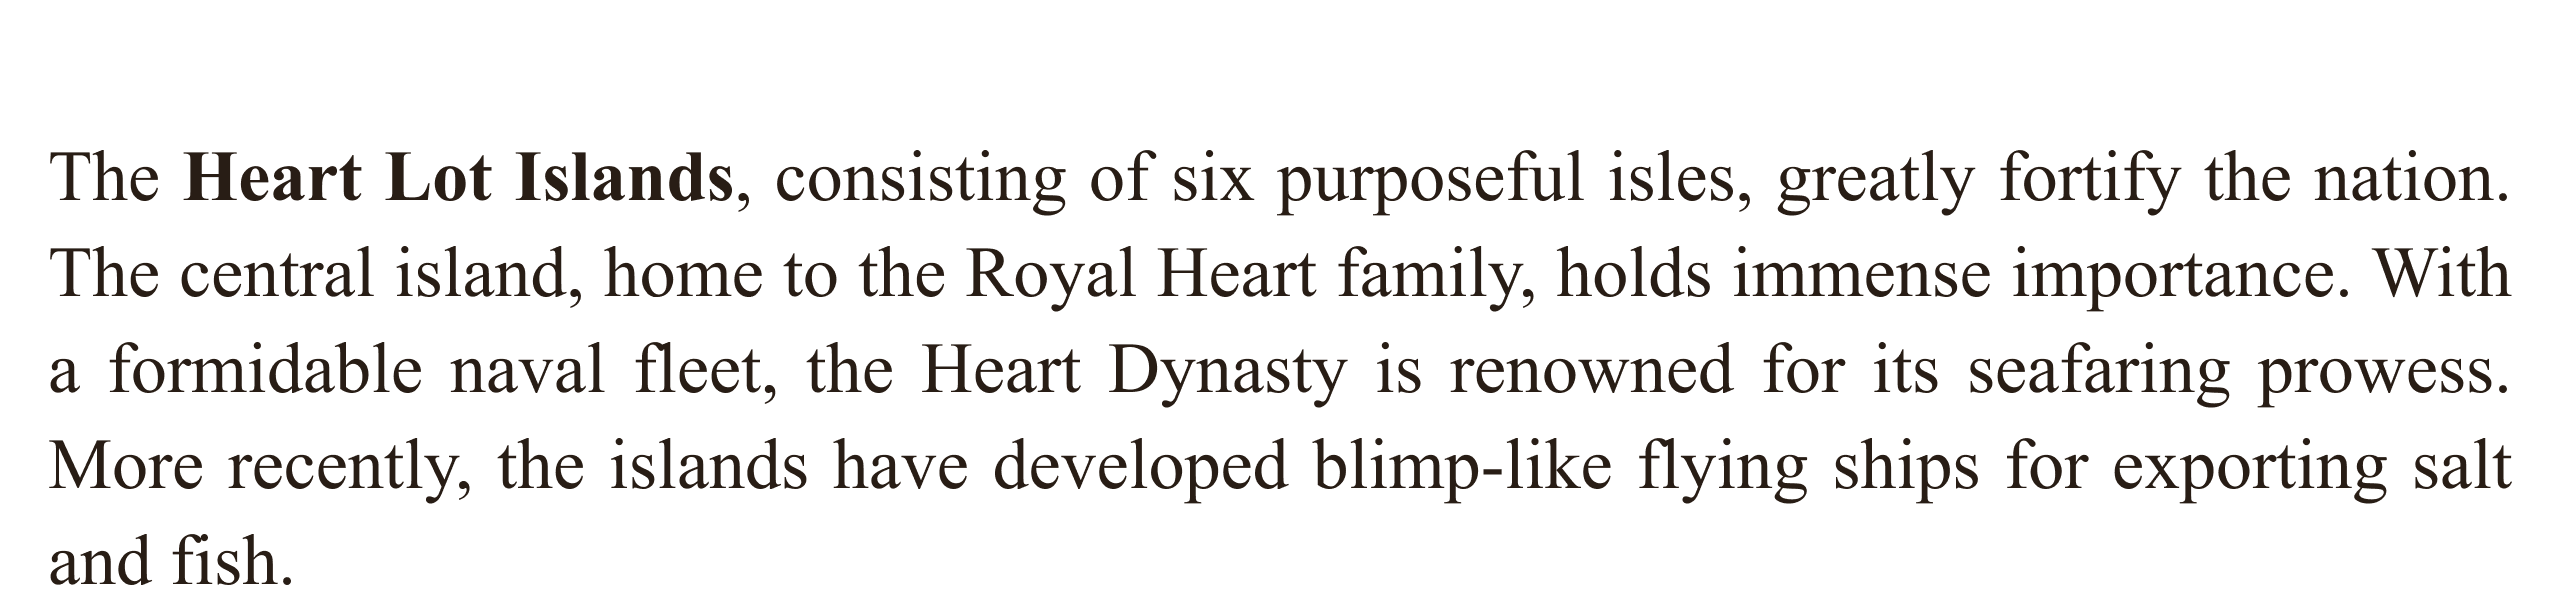 The Heart Lot Islands, consisting of six purposeful isles, greatly fortify the nation.
The central island, home to the Royal Heart family, holds immense importance. With
a formidable naval fleet, the Heart Dynasty is renowned for its seafaring prowess.
More recently, the islands have developed blimp-like flying ships for exporting salt
and fish.